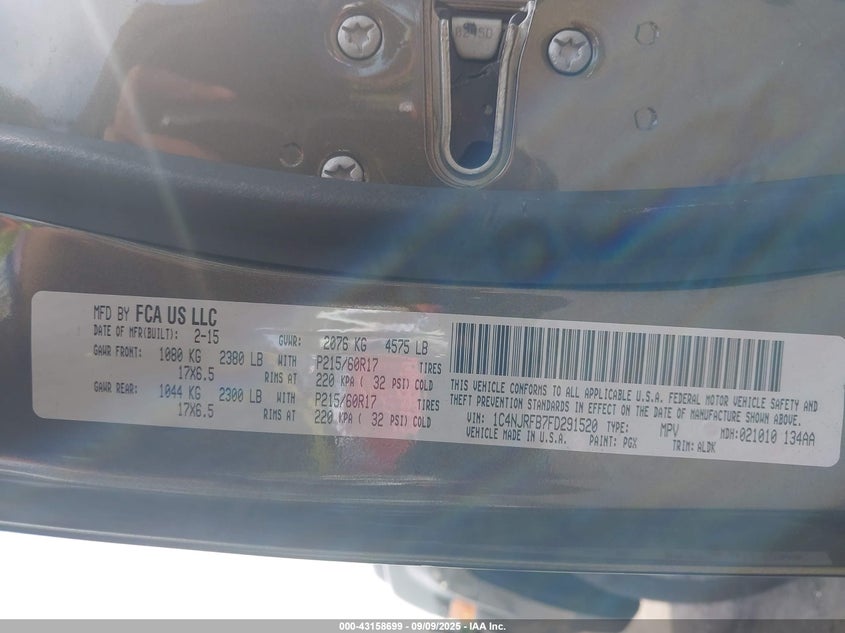 MFD BY FCA US LLC
DATE OF MFR(BUILT): 2-15 GVWR: 2076 KG 4575 LB
GAWR FRONT: 1080 KG 2380 LB WITH P215/60R17 TIRES
17X6.5 RIMS AT 220 KPA ( 32 PSI) COLD
GAWR REAR: 1044 KG 2300 LB WITH P215/60R17 TIRES
17X6.5 RIMS AT 220 KPA ( 32 PSI) COLD
THIS VEHICLE CONFORMS TO ALL APPLICABLE U.S.A. FEDERAL MOTOR VEHICLE SAFETY AND
THEFT PREVENTION STANDARDS IN EFFECT ON THE DATE OF MANUFACTURE SHOWN ABOVE.
VIN: 1C4NJRFB7FD291520 TYPE: MPV MDH:021010 134AA
VEHICLE MADE IN U.S.A. PAINT: PGX TRIM: ALDK
000-43158699 - 09/09/2025 - IAA Inc.